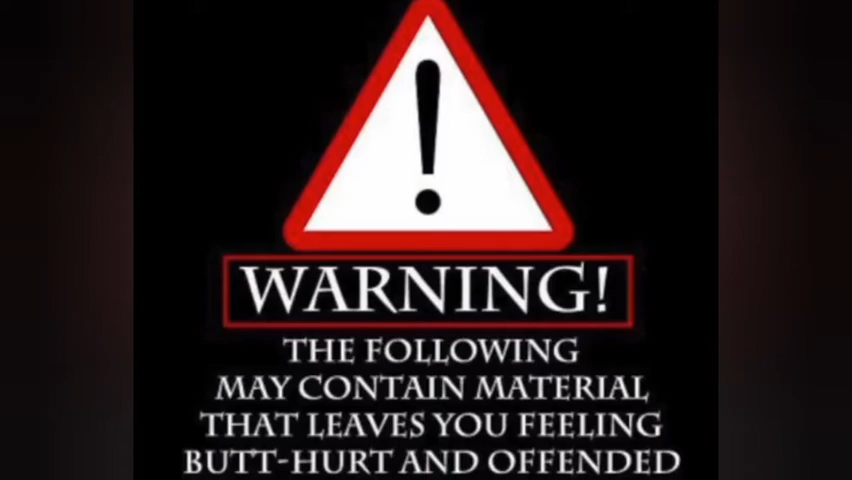 !
WARNING!
THE FOLLOWING
MAY CONTAIN MATERIAL
THAT LEAVES YOU FEELING
BUTT-HURT AND OFFENDED